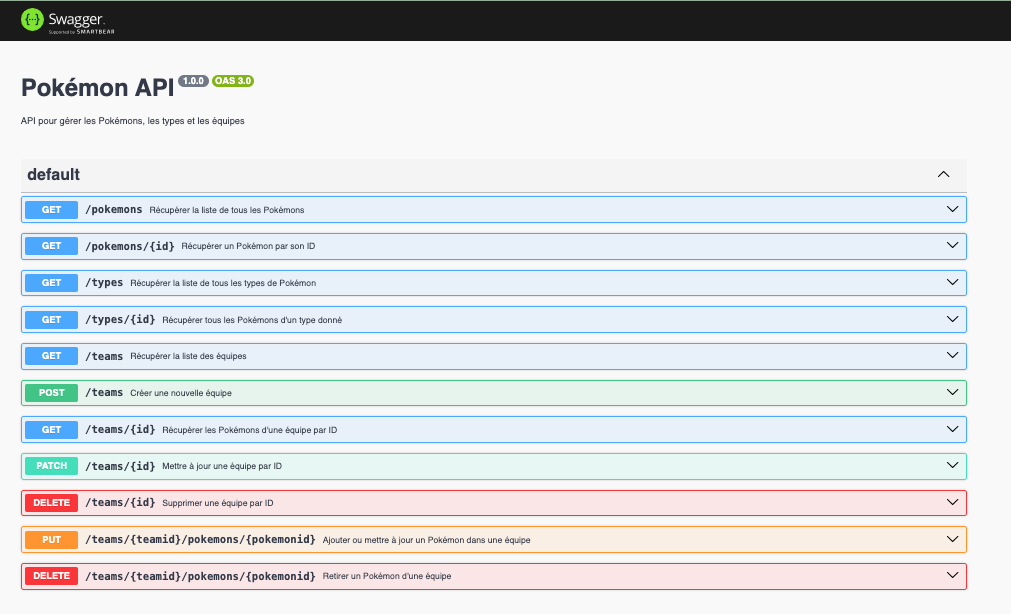 {··} Swagger.
Supported by SMARTBEAR
Pokémon API 1.0.0 OAS 3.0
API pour gérer les Pokémons, les types et les équipes
default
GET /pokemons Récupérer la liste de tous les Pokémons
GET /pokemons/{id} Récupérer un Pokémon par son ID
GET /types Récupérer la liste de tous les types de Pokémon
GET /types/{id} Récupérer tous les Pokémons d'un type donné
GET /teams Récupérer la liste des équipes
POST /teams Créer une nouvelle équipe
GET /teams/{id} Récupérer les Pokémons d'une équipe par ID
PATCH /teams/{id} Mettre à jour une équipe par ID
DELETE /teams/{id} Supprimer une équipe par ID
PUT /teams/{teamid}/pokemons/{pokemonid} Ajouter ou mettre à jour un Pokémon dans une équipe
DELETE /teams/{teamid}/pokemons/{pokemonid} Retirer un Pokémon d'une équipe